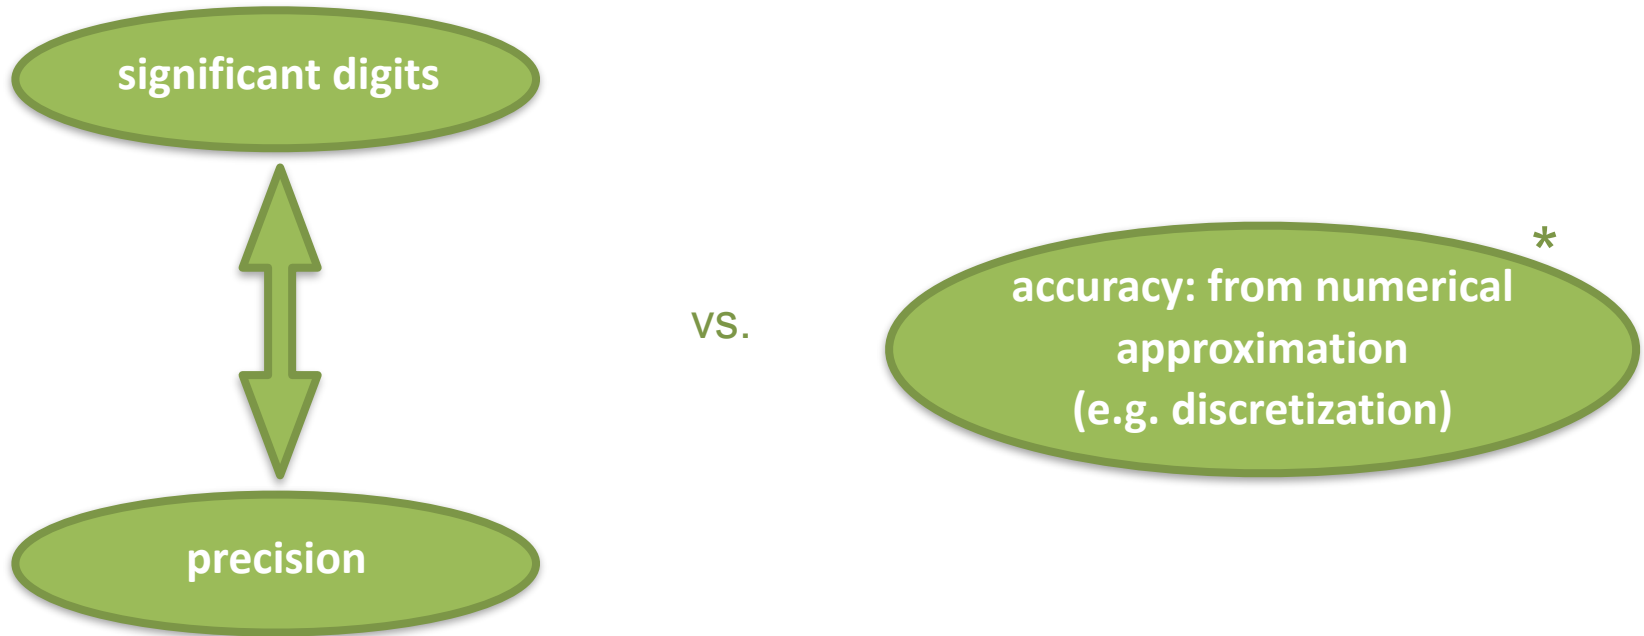 significant digits
precision
vs.
*
accuracy: from numerical
approximation
(e.g. discretization)